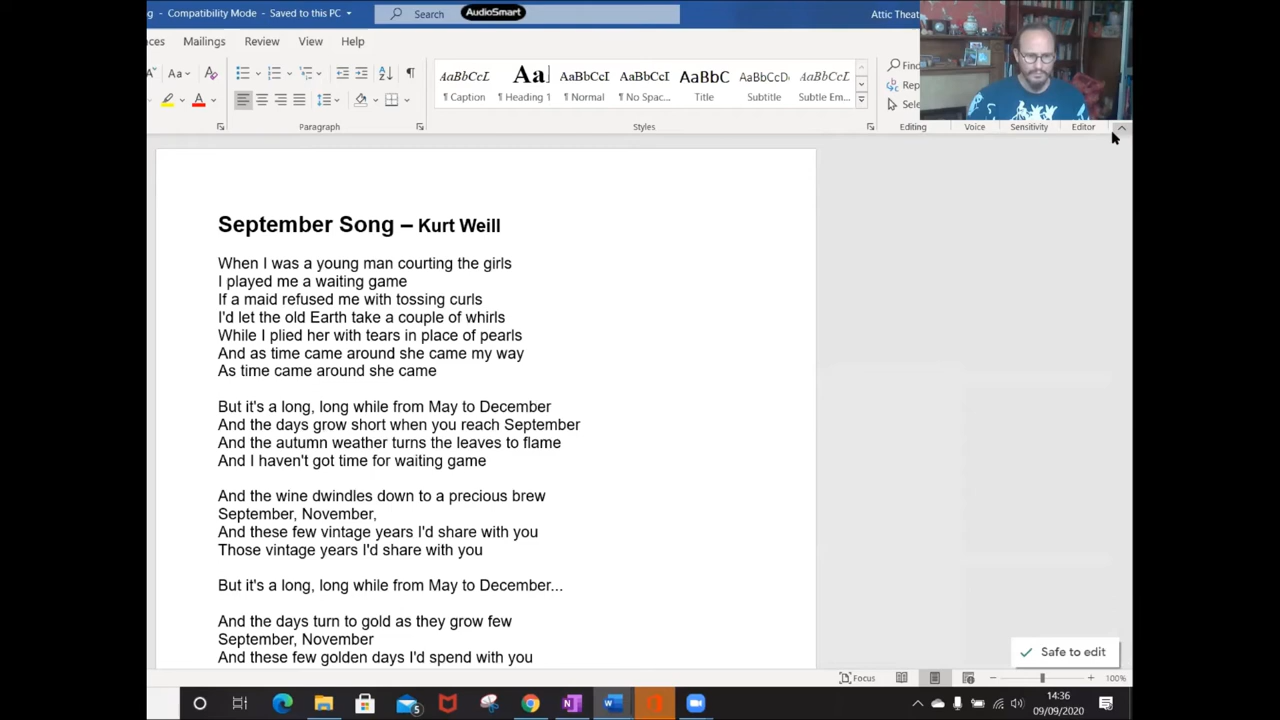 g - Compatibility Mode - Saved to this PC
Search
AudioSmart
Attic Theat
nces
Mailings
Review
View
Help
Aa
A
AaBbCcL
Aa
AaBbCcI
AaBbCcI
AaBbC
AaBbCcD
AaBbCcL
¶ Caption
¶ Heading 1
¶ Normal
¶ No Spac...
Title
Subtitle
Subtle Em...
Find
Rep
Sele
Paragraph
Styles
Editing
Voice
Sensitivity
Editor
September Song – Kurt Weill
When I was a young man courting the girls
I played me a waiting game
If a maid refused me with tossing curls
I'd let the old Earth take a couple of whirls
While I plied her with tears in place of pearls
And as time came around she came my way
As time came around she came
But it's a long, long while from May to December
And the days grow short when you reach September
And the autumn weather turns the leaves to flame
And I haven't got time for waiting game
And the wine dwindles down to a precious brew
September, November,
And these few vintage years I'd share with you
Those vintage years I'd share with you
But it's a long, long while from May to December...
And the days turn to gold as they grow few
September, November
And these few golden days I'd spend with you
Safe to edit
Focus
100%
5
14:36
09/09/2020